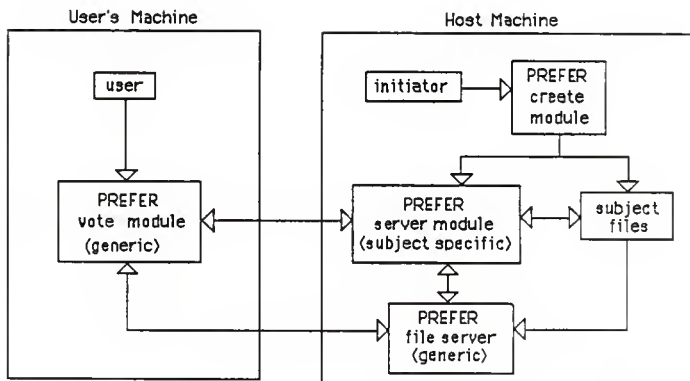 User's Machine
Host Machine
user
initiator
PREFER
create
module
PREFER
vote module
(generic)
PREFER
server module
(subject specific)
subject
files
PREFER
file server
(generic)